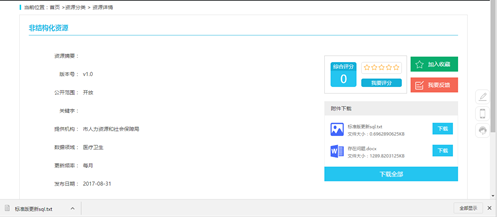 当前位置：首页 >资源分类 > 资源详情
非结构化资源
资源摘要：
版本号： v1.0
公开范围： 开放
关键字：
提供机构： 市人力资源和社会保障局
数据领域： 医疗卫生
更新频率： 每月
发布日期： 2017-08-31
综合评分
0
我要评分
加入收藏
我要反馈
附件下载
标准版更新sql.txt
文件大小：0.6962890625KB
下载
存在问题.docx
文件大小：1289.8203125KB
下载
下载全部
标准版更新sql.txt
全部显示